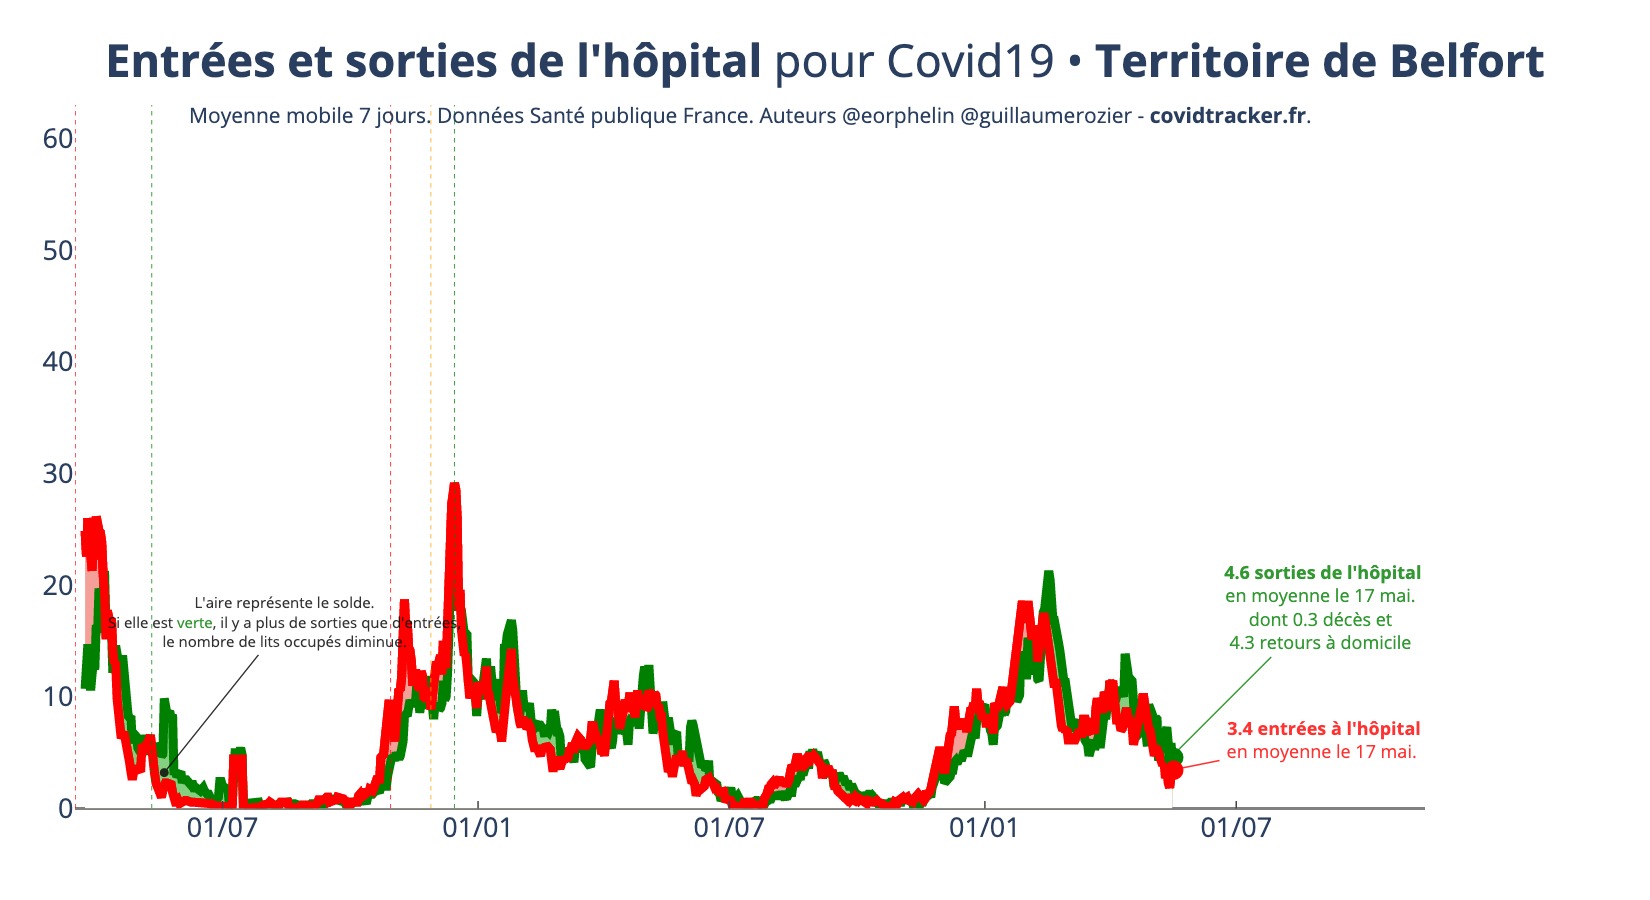 Entrées et sorties de l'hôpital pour Covid19 • Territoire de Belfort
Moyenne mobile 7 jours. Données Santé publique France. Auteurs @eorphelin @guillaumerozier - covidtracker.fr.
60
50
40
30
20
10
0
L'aire représente le solde.
Si elle est verte, il y a plus de sorties que d'entrées,
le nombre de lits occupés diminue.
4.6 sorties de l'hôpital
en moyenne le 17 mai.
dont 0.3 décès et
4.3 retours à domicile
3.4 entrées à l'hôpital
en moyenne le 17 mai.
01/07
01/01
01/07
01/01
01/07